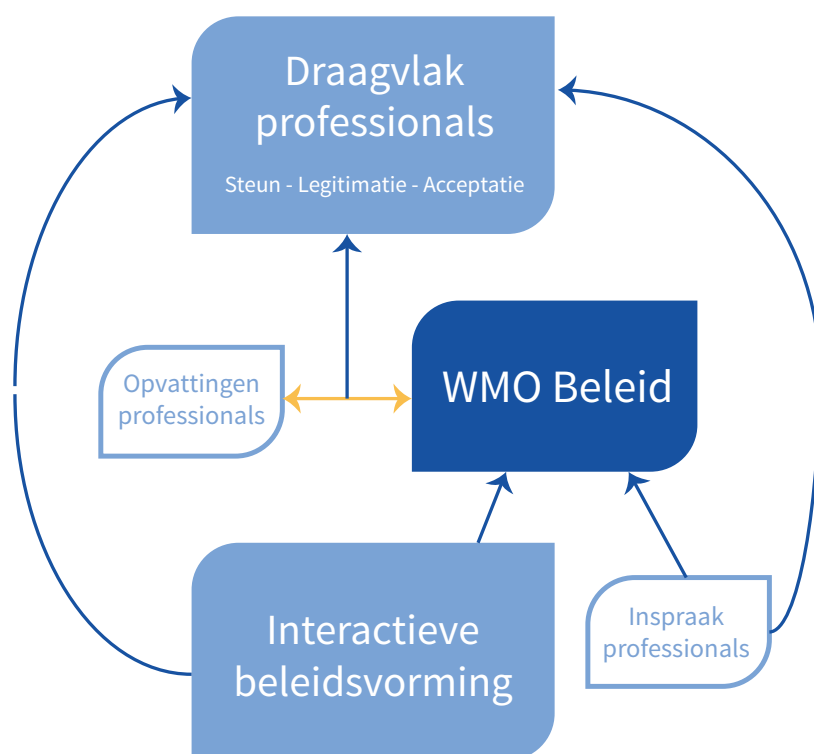 Draagvlak
professionals
Steun - Legitimatie - Acceptatie
Opvattingen
professionals
WMO Beleid
Interactieve
beleidsvorming
Inspraak
professionals